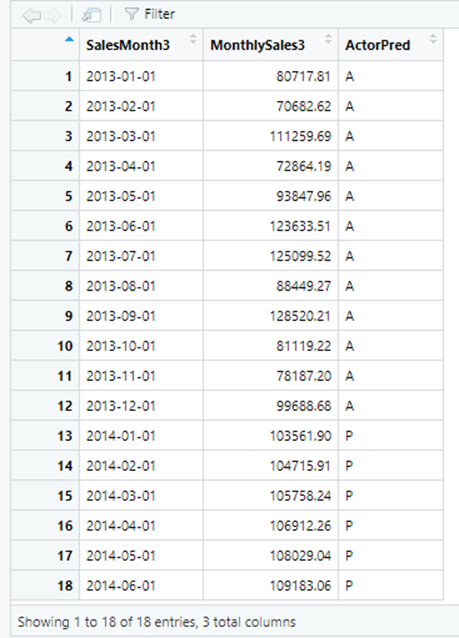 Filter
SalesMonth3 MonthlySales3 ActorPred
1 2013-01-01 80717.81 A
2 2013-02-01 70682.62 A
3 2013-03-01 111259.69 A
4 2013-04-01 72864.19 A
5 2013-05-01 93847.96 A
6 2013-06-01 123633.51 A
7 2013-07-01 125099.52 A
8 2013-08-01 88449.27 A
9 2013-09-01 128520.21 A
10 2013-10-01 81119.22 A
11 2013-11-01 78187.20 A
12 2013-12-01 99688.68 A
13 2014-01-01 103561.90 P
14 2014-02-01 104715.91 P
15 2014-03-01 105758.24 P
16 2014-04-01 106912.26 P
17 2014-05-01 108029.04 P
18 2014-06-01 109183.06 P
Showing 1 to 18 of 18 entries, 3 total columns